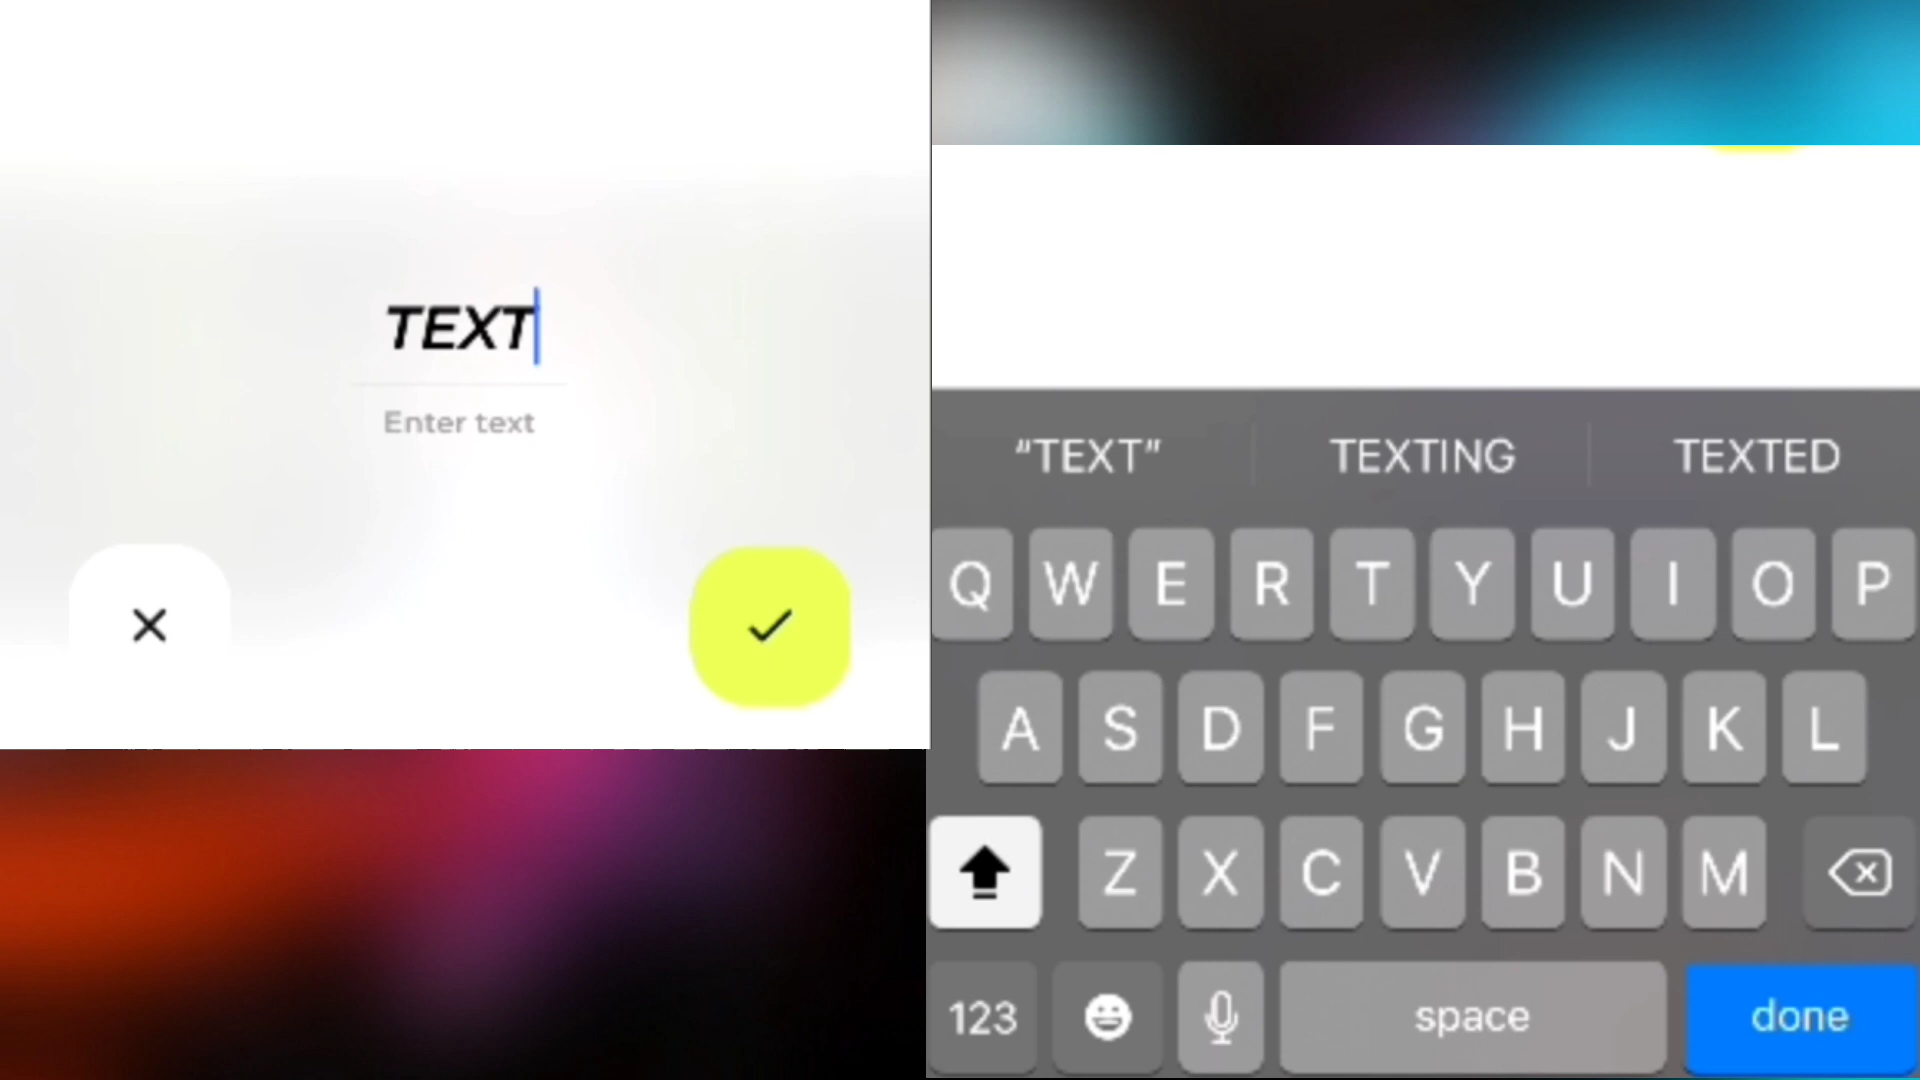 TEXT
Enter text
“TEXT” TEXTING TEXTED
Q W E R T Y U I O P
A S D F G H J K L
Z X C V B N M
123 space done